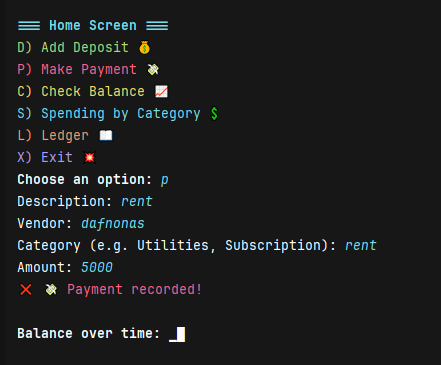 === Home Screen ===
D) Add Deposit 💰
P) Make Payment 💸
C) Check Balance 📈
S) Spending by Category 💲
L) Ledger 📖
X) Exit 💥
Choose an option: p
Description: rent
Vendor: dafnonas
Category (e.g. Utilities, Subscription): rent
Amount: 5000
❌ 💸 Payment recorded!
Balance over time: ▁█